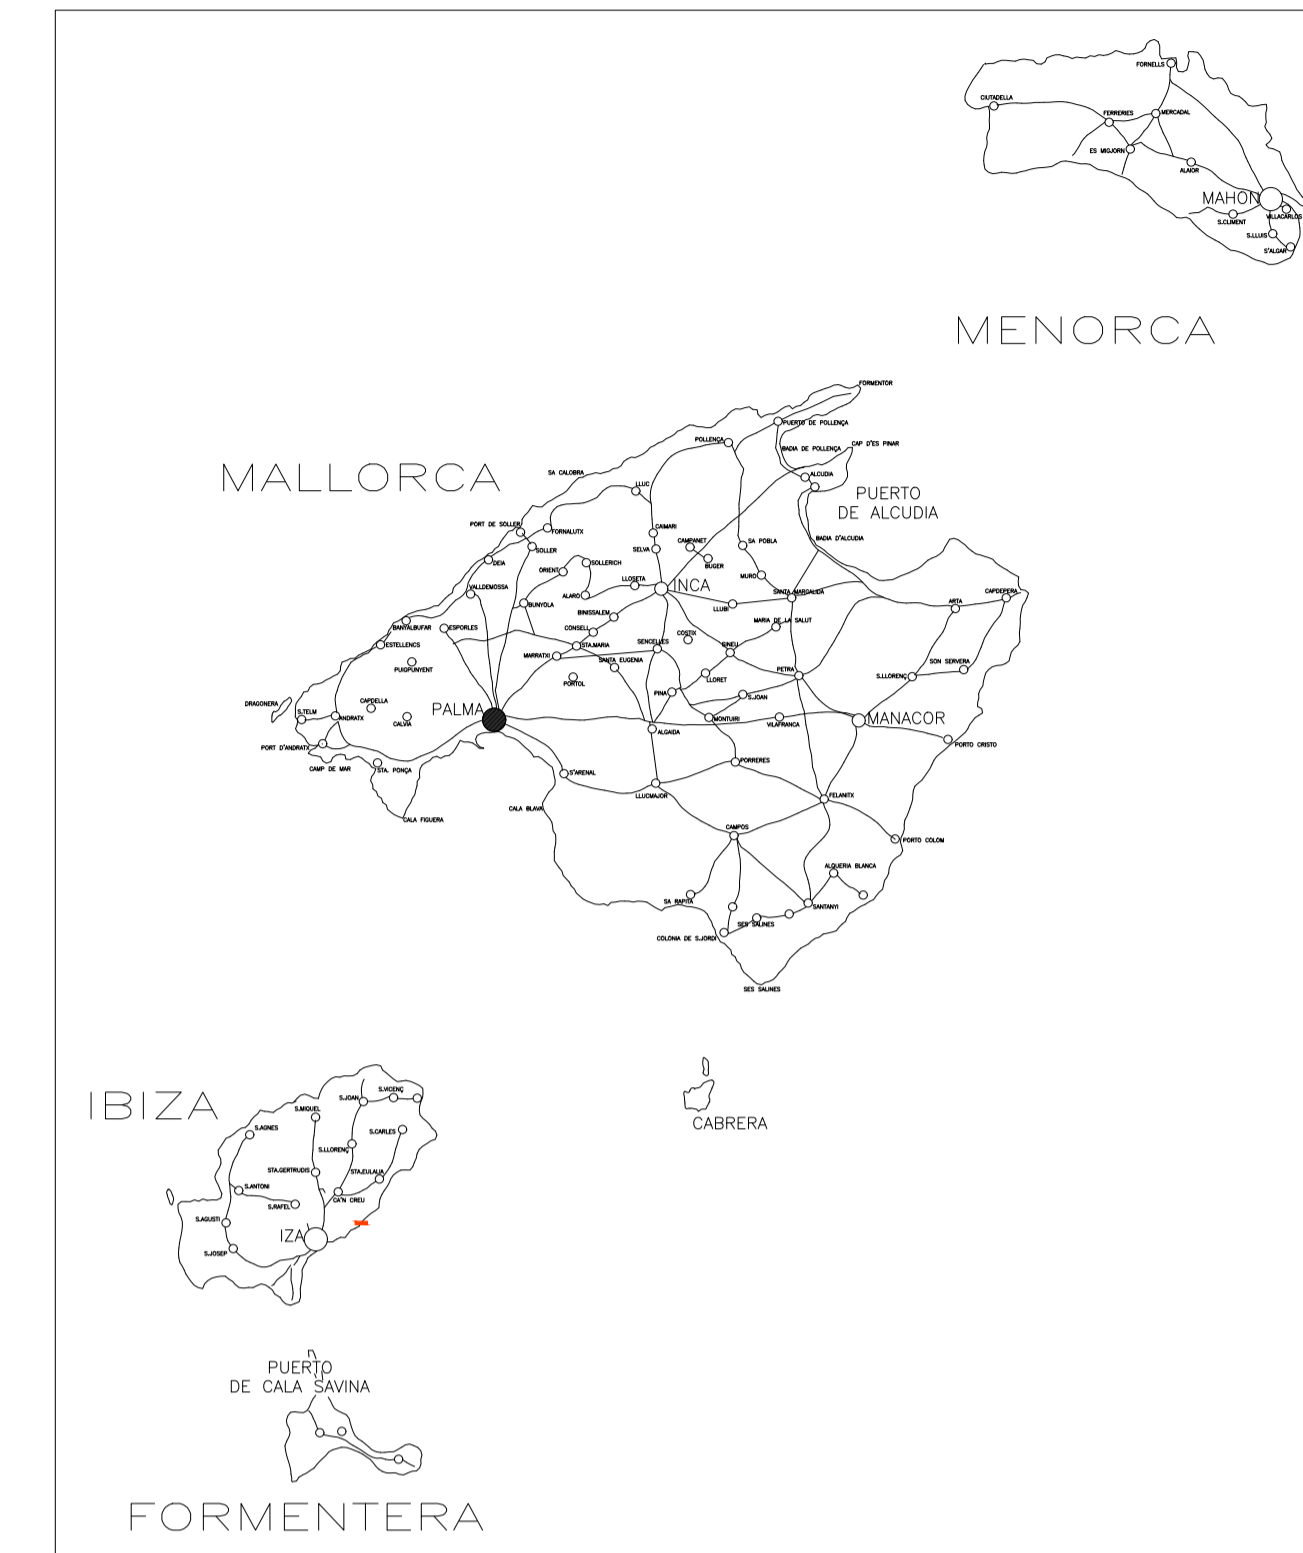 FORNELLS
CIUTADELLA
FERRERIES
MERCADAL
ES MIGJORN
ALAIOR
MAHON
VILLACARLOS
S.CLIMENT
S.LLUIS
S'ALGAR
MENORCA
FORMENTOR
PUERTO DE POLLENÇA
POLLENÇA
BADIA DE POLLENÇA
CAP D'ES PINAR
MALLORCA
SA CALOBRA
ALCUDIA
LLUC
PUERTO
DE ALCUDIA
PORT DE SOLLER
FORNALUTX
CAIMARI
BADIA D'ALCUDIA
CAMPANET
SA POBLA
SOLLER
SELVA
DEIA
SOLLERICH
BUGER
ORIENT
MURO
LLOSETA
INCA
VALLDEMOSSA
SANTA MARGALIDA
CAPDEPERA
ALARO
ARTA
BUNYOLA
LLUBI
BINISSALEM
MARIA DE LA SALUT
BANYALBUFAR
ESPORLES
CONSELL
COSTIX
ESTELLENCS
STA.MARIA
SENCELLES
SINEU
MARRATXI
SANTA EUGENIA
SON SERVERA
PUIGPUNYENT
PETRA
S.LLORENÇ
LLORET
PORTOL
PINA
S.JOAN
DRAGONERA
CAPDELLA
S.TELM
PALMA
ANDRATX
CALVIA
MONTUIRI
VILAFRANCA
MANACOR
ALGAIDA
PORT D'ANDRATX
PORTO CRISTO
PORRERES
CAMP DE MAR
STA. PONÇA
S'ARENAL
LLUCMAJOR
FELANITX
CALA BLAVA
CALA FIGUERA
CAMPOS
PORTO COLOM
ALQUERIA BLANCA
SA RAPITA
SANTANYI
SES SALINES
COLONIA DE S.JORDI
SES SALINES
IBIZA
S.VICENÇ
S.JOAN
S.MIQUEL
CABRERA
S.AGNES
S.CARLES
S.LLORENÇ
STA.GERTRUDIS
STA.EULALIA
S.ANTONI
CA'N CREU
S.RAFEL
S.AGUSTI
IZA
S.JOSEP
PUERTO
DE CALA SAVINA
FORMENTERA